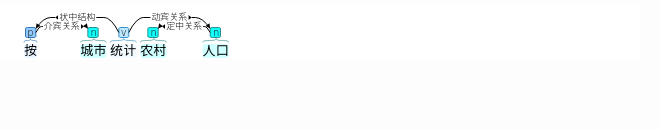 状中结构 动宾关系
介宾关系 定中关系
p n v n n
按 城市 统计 农村 人口